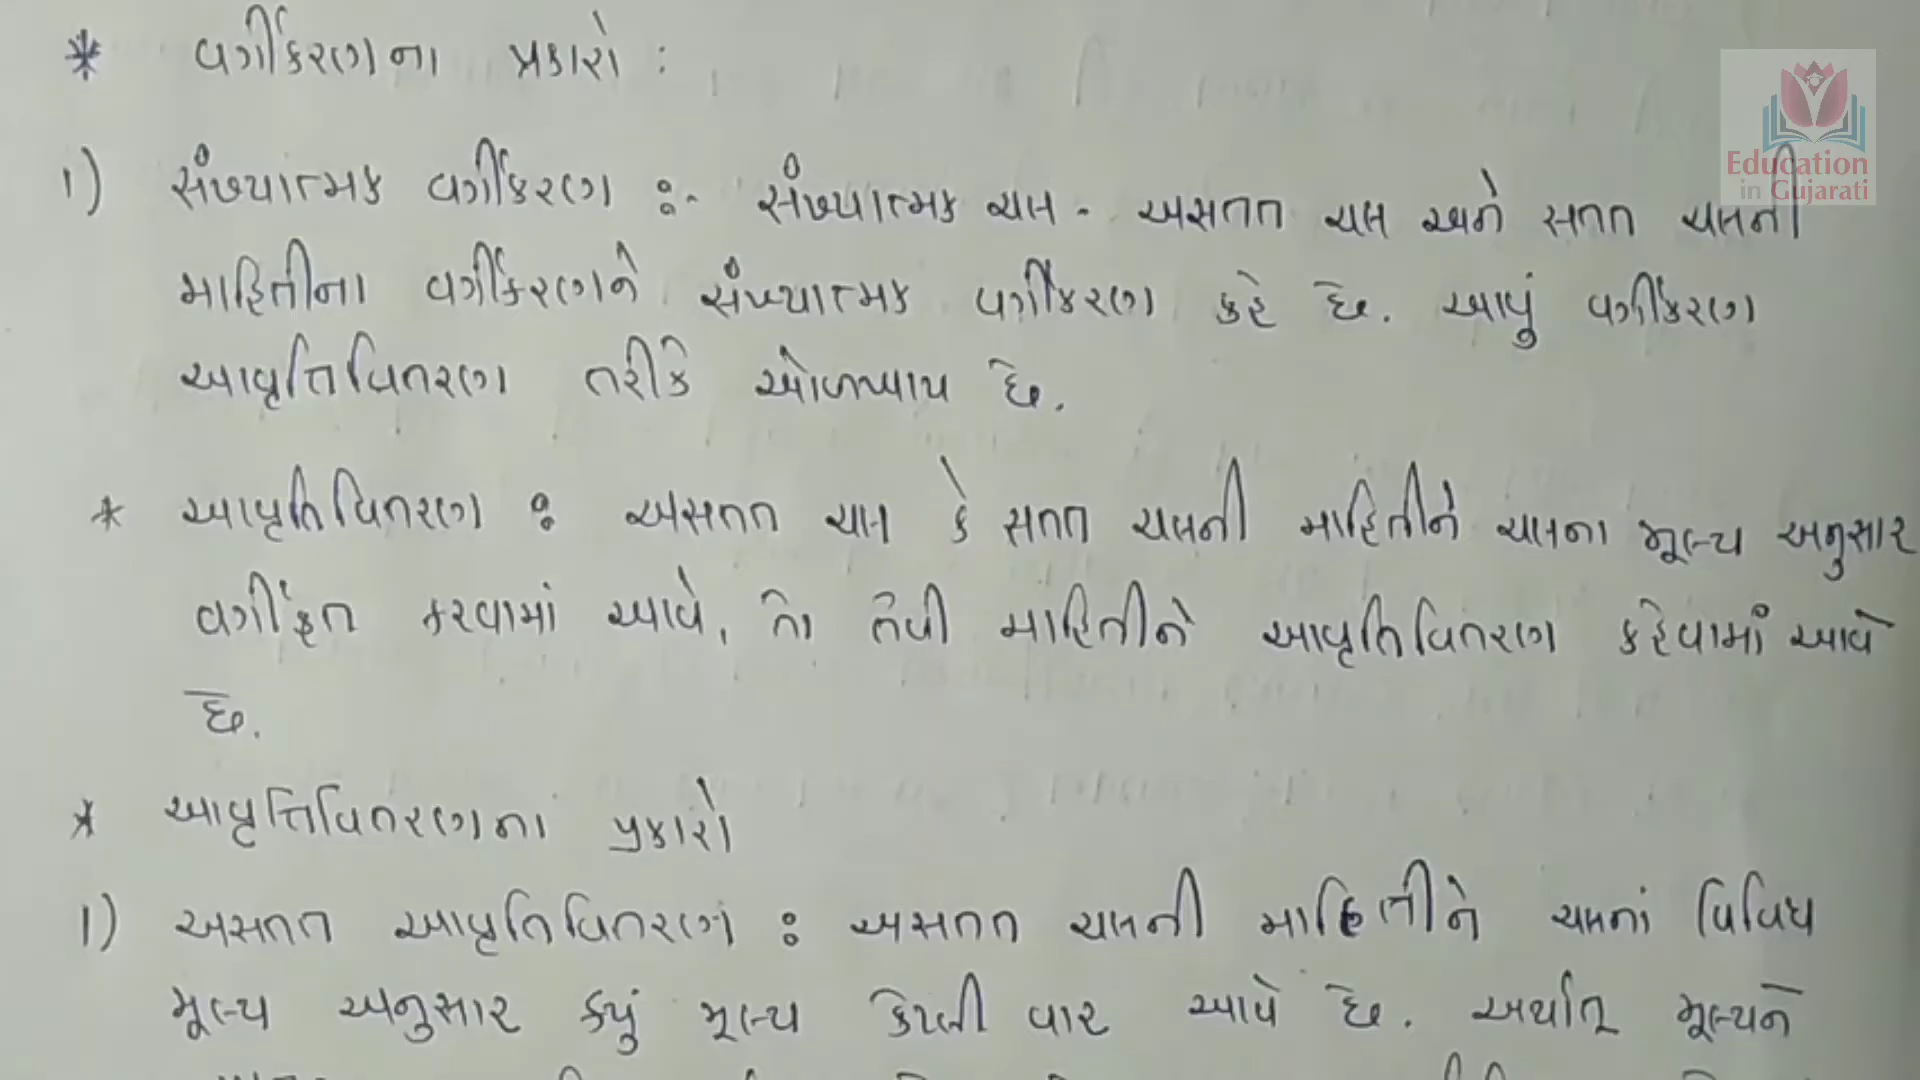 * વર્ગીકરણના પ્રકારો :
Education
in Gujarati
1) સંખ્યાત્મક વર્ગીકરણ :- સંખ્યાત્મક ચલ - અસતત ચલ અને સતત ચલની
માહિતીના વર્ગીકરણને સંખ્યાત્મક વર્ગીકરણ કહે છે. આવું વર્ગીકરણ
આવૃત્તિવિતરણ તરીકે ઓળખાય છે.
* આવૃત્તિવિતરણ : અસતત ચલ કે સતત ચલની માહિતીને ચલના મૂલ્ય અનુસાર
વર્ગીકૃત કરવામાં આવે, તો તેવી માહિતીને આવૃત્તિવિતરણ કહેવામાં આવે
છે.
* આવૃત્તિવિતરણના પ્રકારો
1) અસતત આવૃત્તિવિતરણ : અસતત ચલની માહિતીને ચલનાં વિવિધ
મૂલ્ય અનુસાર કયું મૂલ્ય કેટલી વાર આવે છે. અર્થાત્ મૂલ્યને